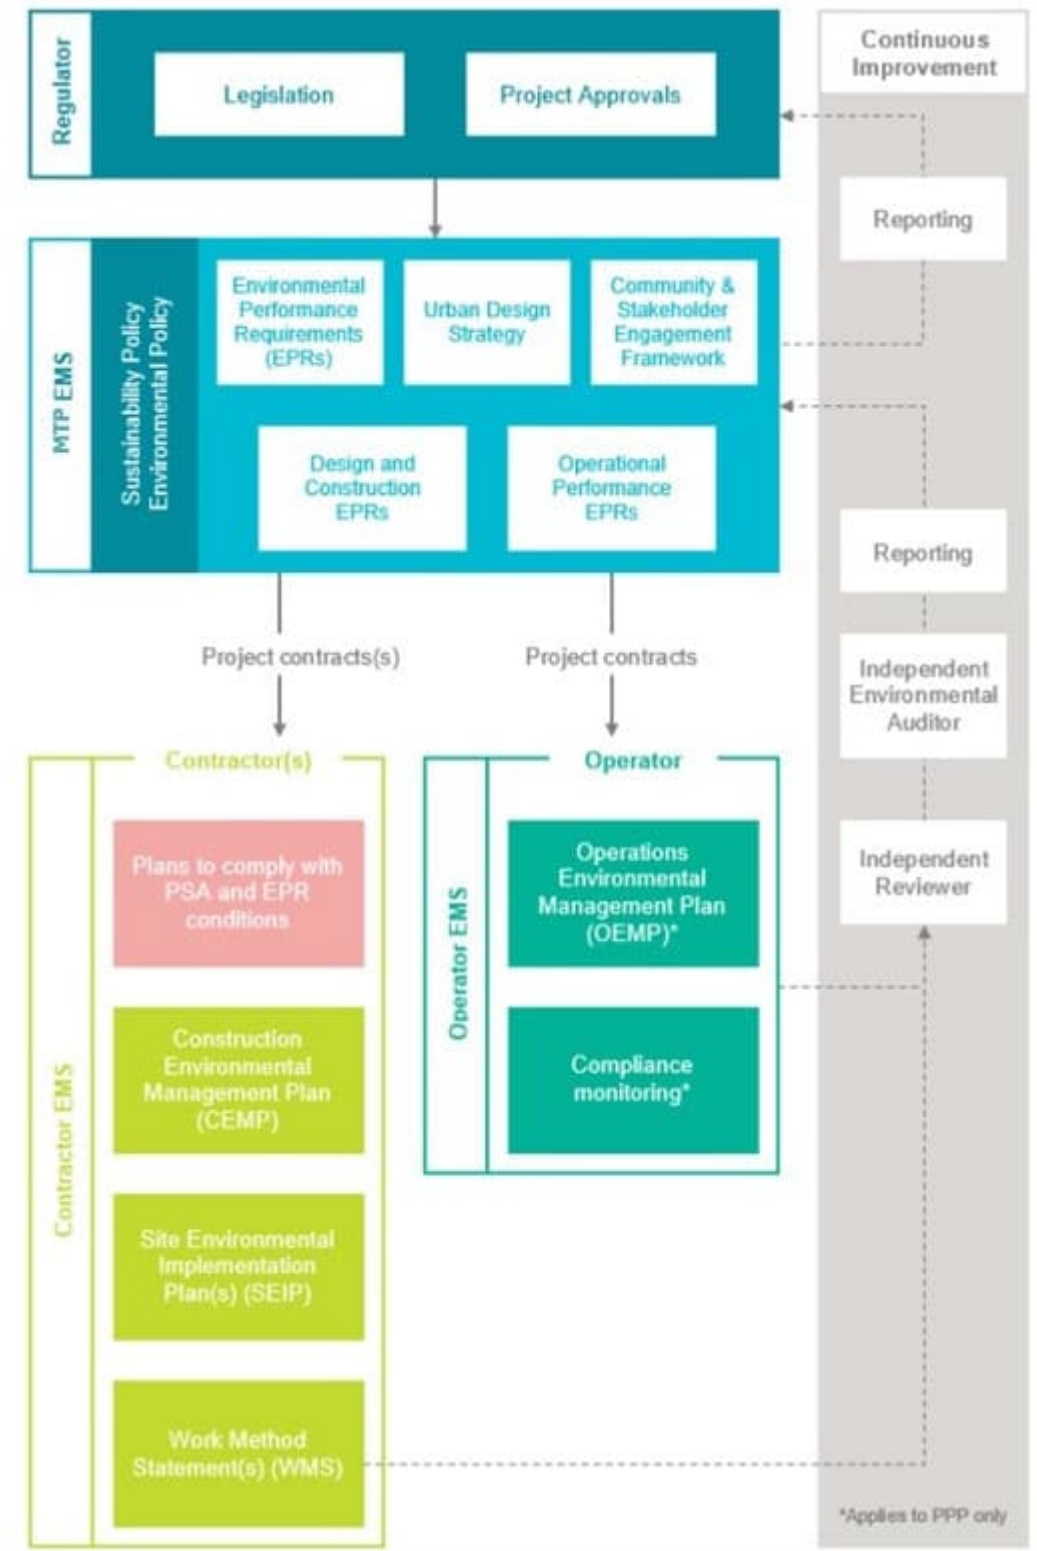 Regulator
Legislation
Project Approvals
Continuous
Improvement
Reporting
MTP EMS
Sustainability Policy
Environmental Policy
Environmental
Performance
Requirements
(EPRs)
Urban Design
Strategy
Community &
Stakeholder
Engagement
Framework
Design and
Construction
EPRs
Operational
Performance
EPRs
Reporting
Project contracts(s)
Project contracts
Independent
Environmental
Auditor
Independent
Reviewer
Contractor(s)
Contractor EMS
Plans to comply with
PSA and EPR
conditions
Construction
Environmental
Management Plan
(CEMP)
Site Environmental
Implementation
Plan(s) (SEIP)
Work Method
Statement(s) (WMS)
Operator
Operator EMS
Operations
Environmental
Management Plan
(OEMP)*
Compliance
monitoring*
*Applies to PPP only